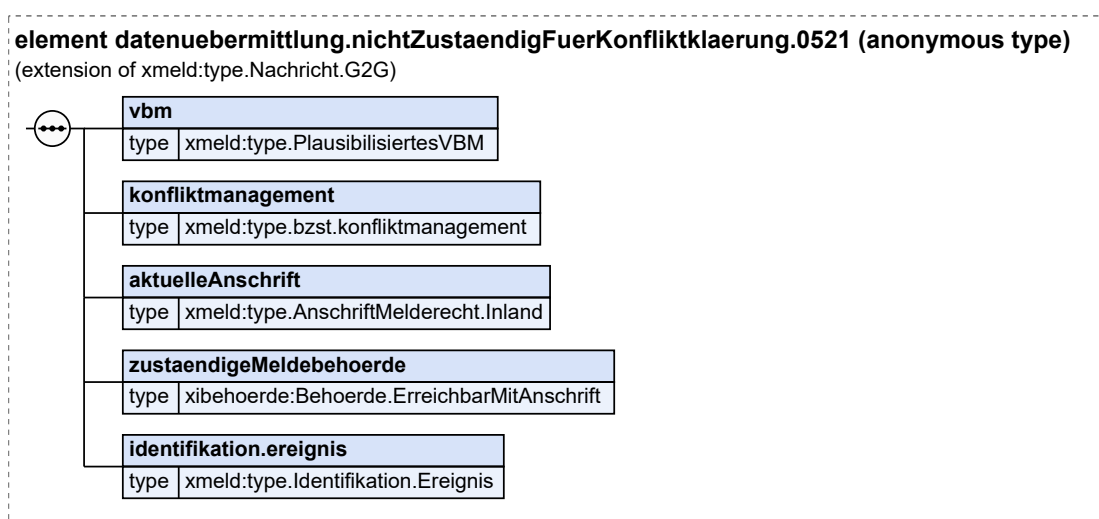 element datenuebermittlung.nichtZustaendigFuerKonfliktklaerung.0521 (anonymous type)
(extension of xmeld:type.Nachricht.G2G)
vbm
type xmeld:type.PlausibilisiertesVBM
konfliktmanagement
type xmeld:type.bzst.konfliktmanagement
aktuelleAnschrift
type xmeld:type.AnschriftMelderecht.Inland
zustaendigeMeldebehoerde
type xibehoerde:Behoerde.ErreichbarMitAnschrift
identifikation.ereignis
type xmeld:type.Identifikation.Ereignis